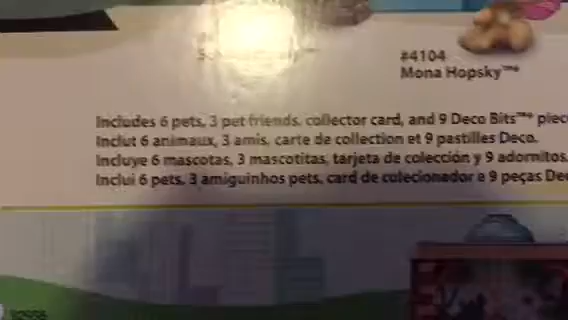 #4104
Mona Hopsky™*
Includes 6 pets, 3 pet friends, collector card, and 9 Deco Bits™* piec
Inclut 6 animaux, 3 amis, carte de collection et 9 pastilles Deco.
Incluye 6 mascotas, 3 mascotitas, tarjeta de colección y 9 adornitos.
Inclui 6 pets, 3 amiguinhos pets, card de colecionador e 9 peças De